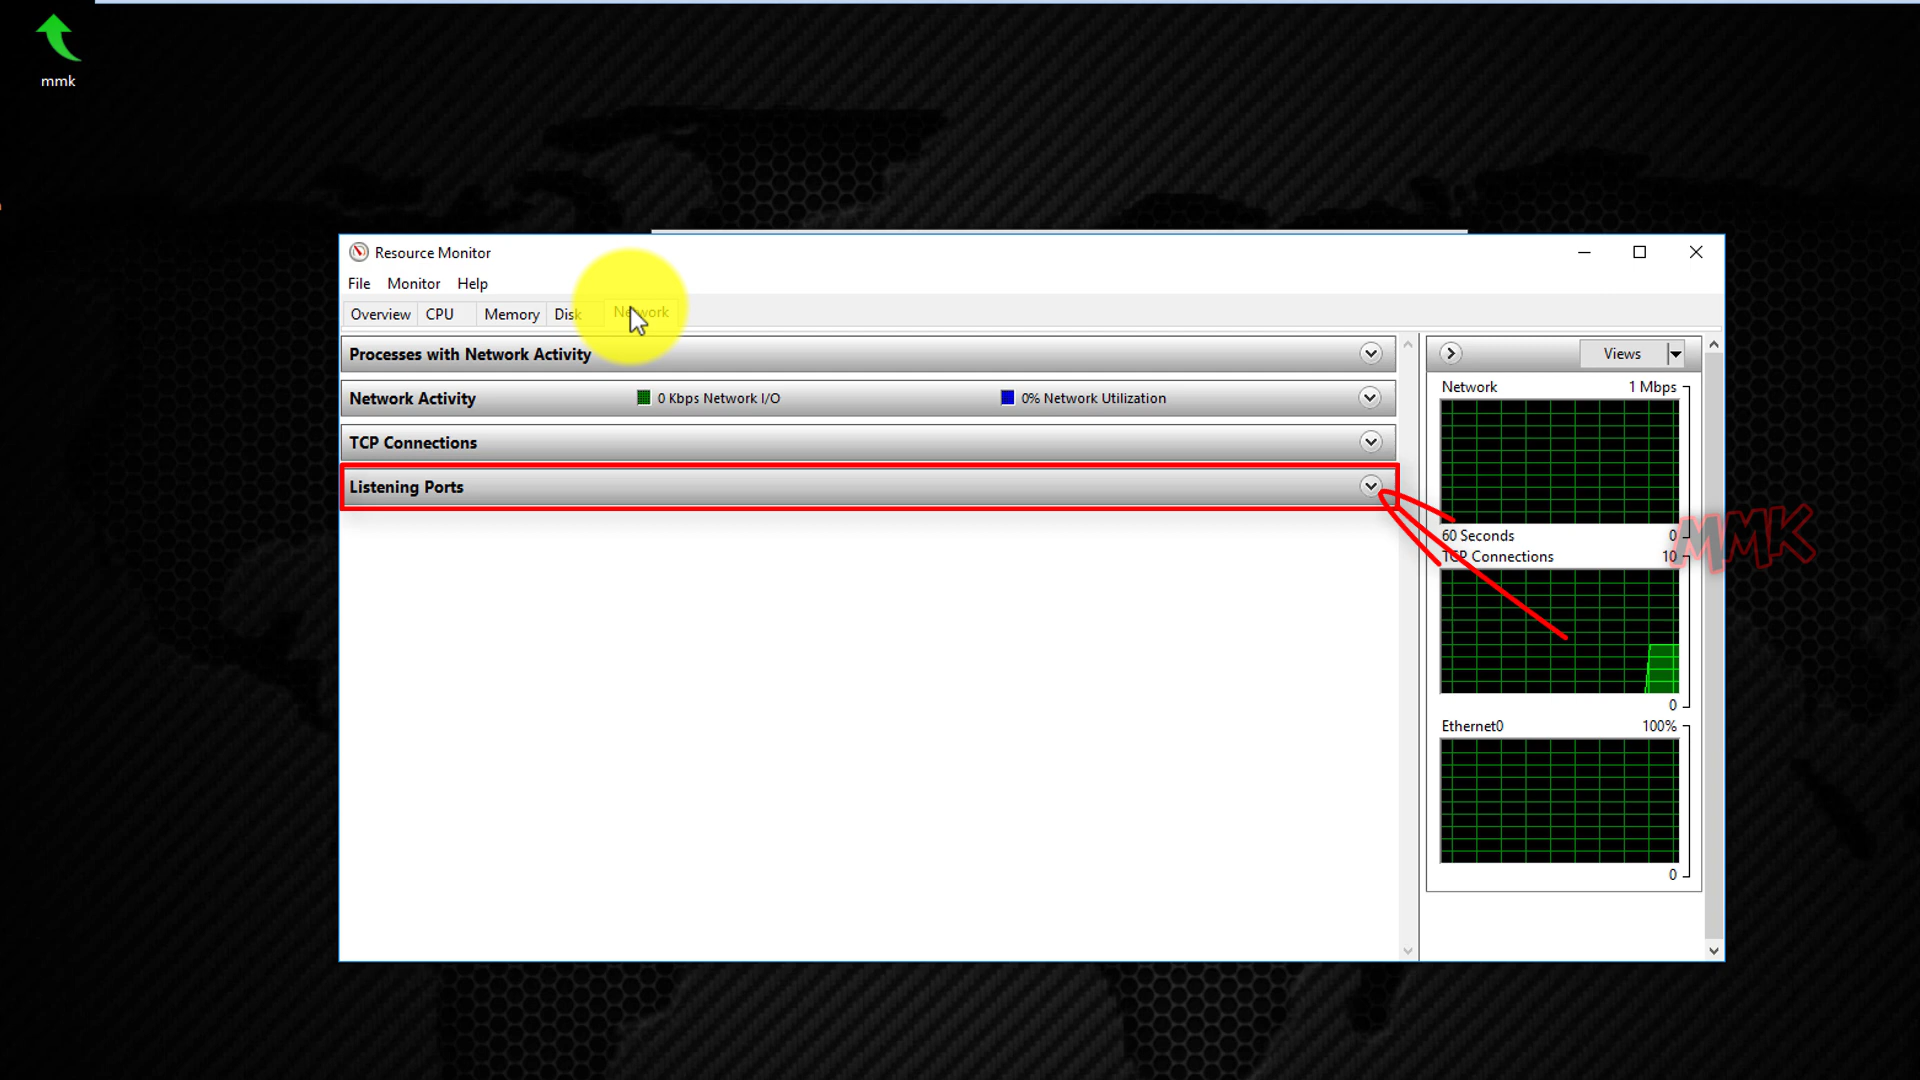 mmk
Resource Monitor
File Monitor Help
Overview CPU Memory Disk Network
Processes with Network Activity
Views
Network Activity 0 Kbps Network I/O 0% Network Utilization
Network 1 Mbps
TCP Connections
Listening Ports
60 Seconds 0
TCP Connections 10
MMK
0
Ethernet0 100%
0